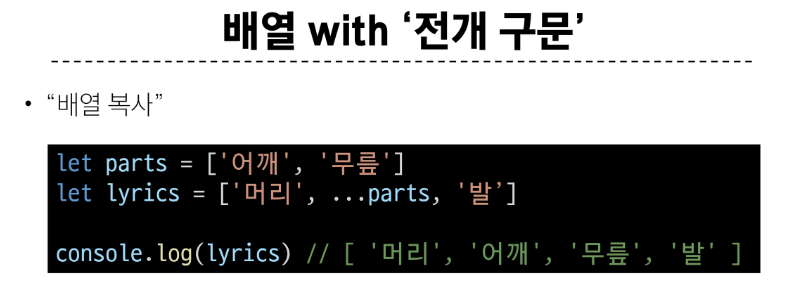 배열 with ‘전개 구문’
• “배열 복사”
let parts = ['어깨', '무릎']
let lyrics = ['머리', ...parts, '발’]
console.log(lyrics) // [ '머리', '어깨', '무릎', '발' ]